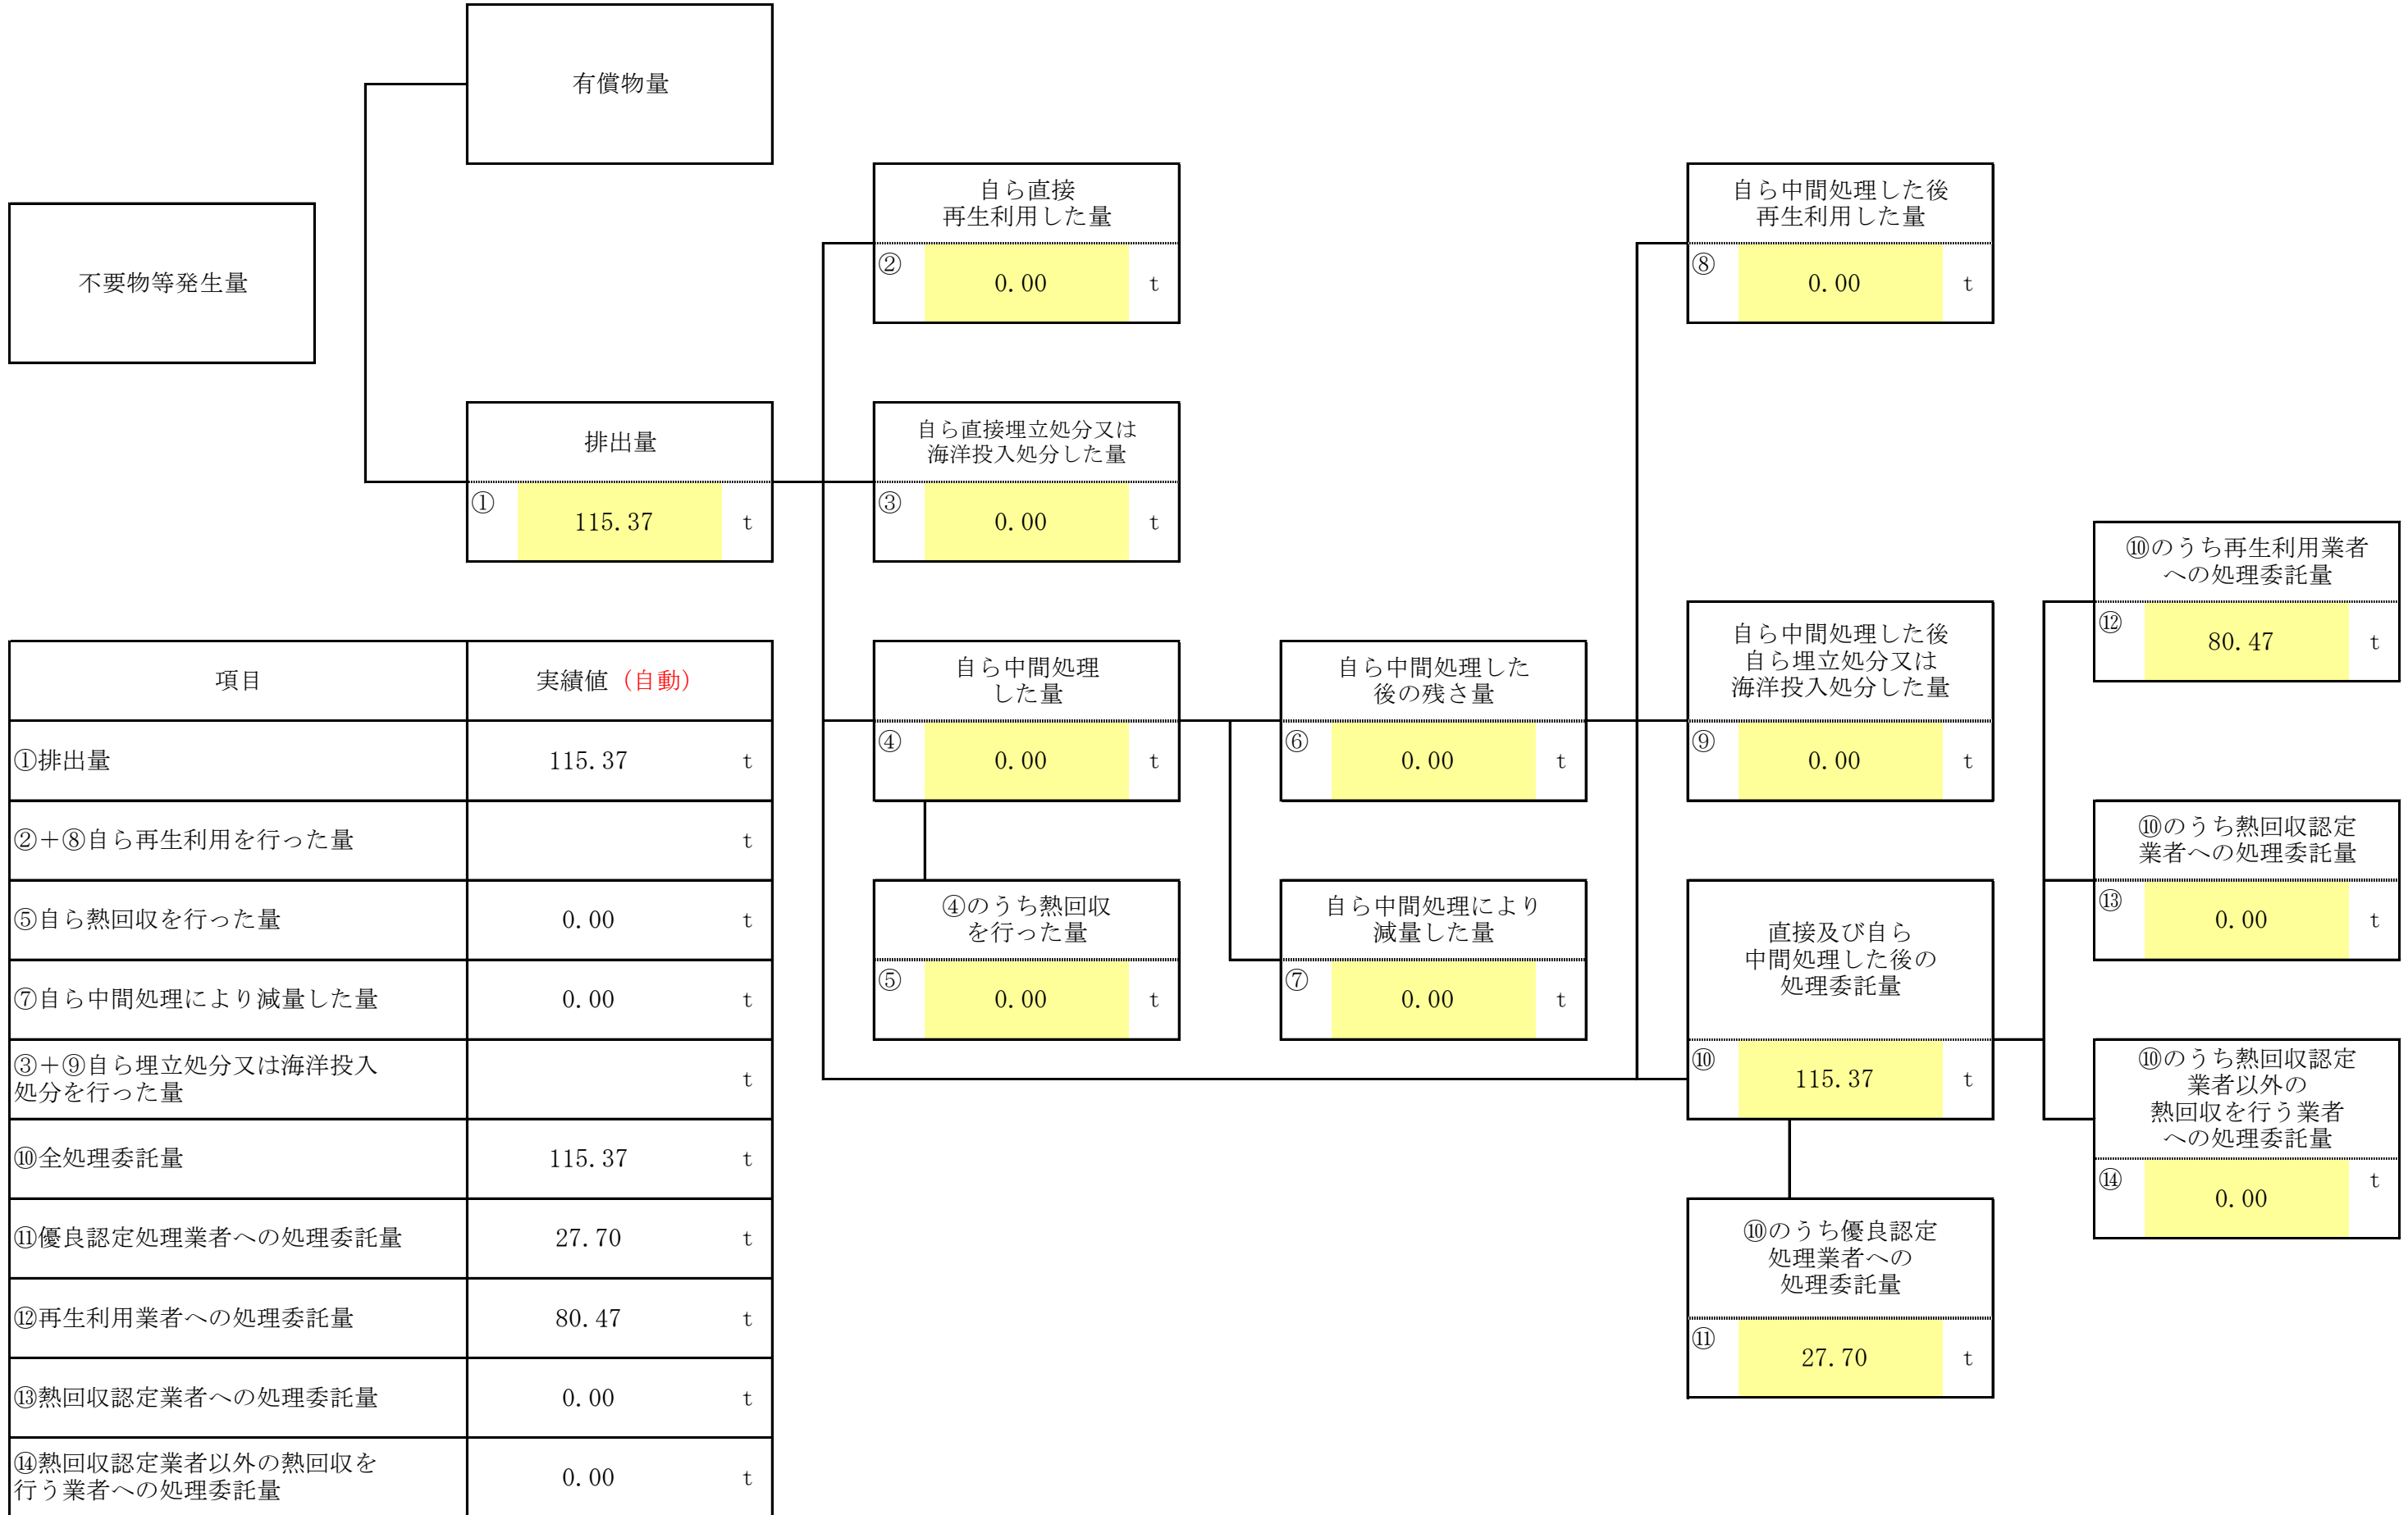 有償物量
不要物等発生量
自ら直接
再生利用した量
②
0.00 t
自ら中間処理した後
再生利用した量
⑧
0.00 t
排出量
①
115.37 t
自ら直接埋立処分又は
海洋投入処分した量
③
0.00 t
⑩のうち再生利用業者
への処理委託量
⑫
80.47 t
自ら中間処理
した量
④
0.00 t
自ら中間処理した
後の残さ量
⑥
0.00 t
自ら中間処理した後
自ら埋立処分又は
海洋投入処分した量
⑨
0.00 t
⑩のうち熱回収認定
業者への処理委託量
⑬
0.00 t
④のうち熱回収
を行った量
⑤
0.00 t
自ら中間処理により
減量した量
⑦
0.00 t
直接及び自ら
中間処理した後の
処理委託量
⑩
115.37 t
⑩のうち熱回収認定
業者以外の
熱回収を行う業者
への処理委託量
⑭
0.00 t
⑩のうち優良認定
処理業者への
処理委託量
⑪
27.70 t
項目 実績値（自動）
①排出量 115.37 t
②＋⑧自ら再生利用を行った量 t
⑤自ら熱回収を行った量 0.00 t
⑦自ら中間処理により減量した量 0.00 t
③＋⑨自ら埋立処分又は海洋投入
処分を行った量 t
⑩全処理委託量 115.37 t
⑪優良認定処理業者への処理委託量 27.70 t
⑫再生利用業者への処理委託量 80.47 t
⑬熱回収認定業者への処理委託量 0.00 t
⑭熱回収認定業者以外の熱回収を
行う業者への処理委託量 0.00 t